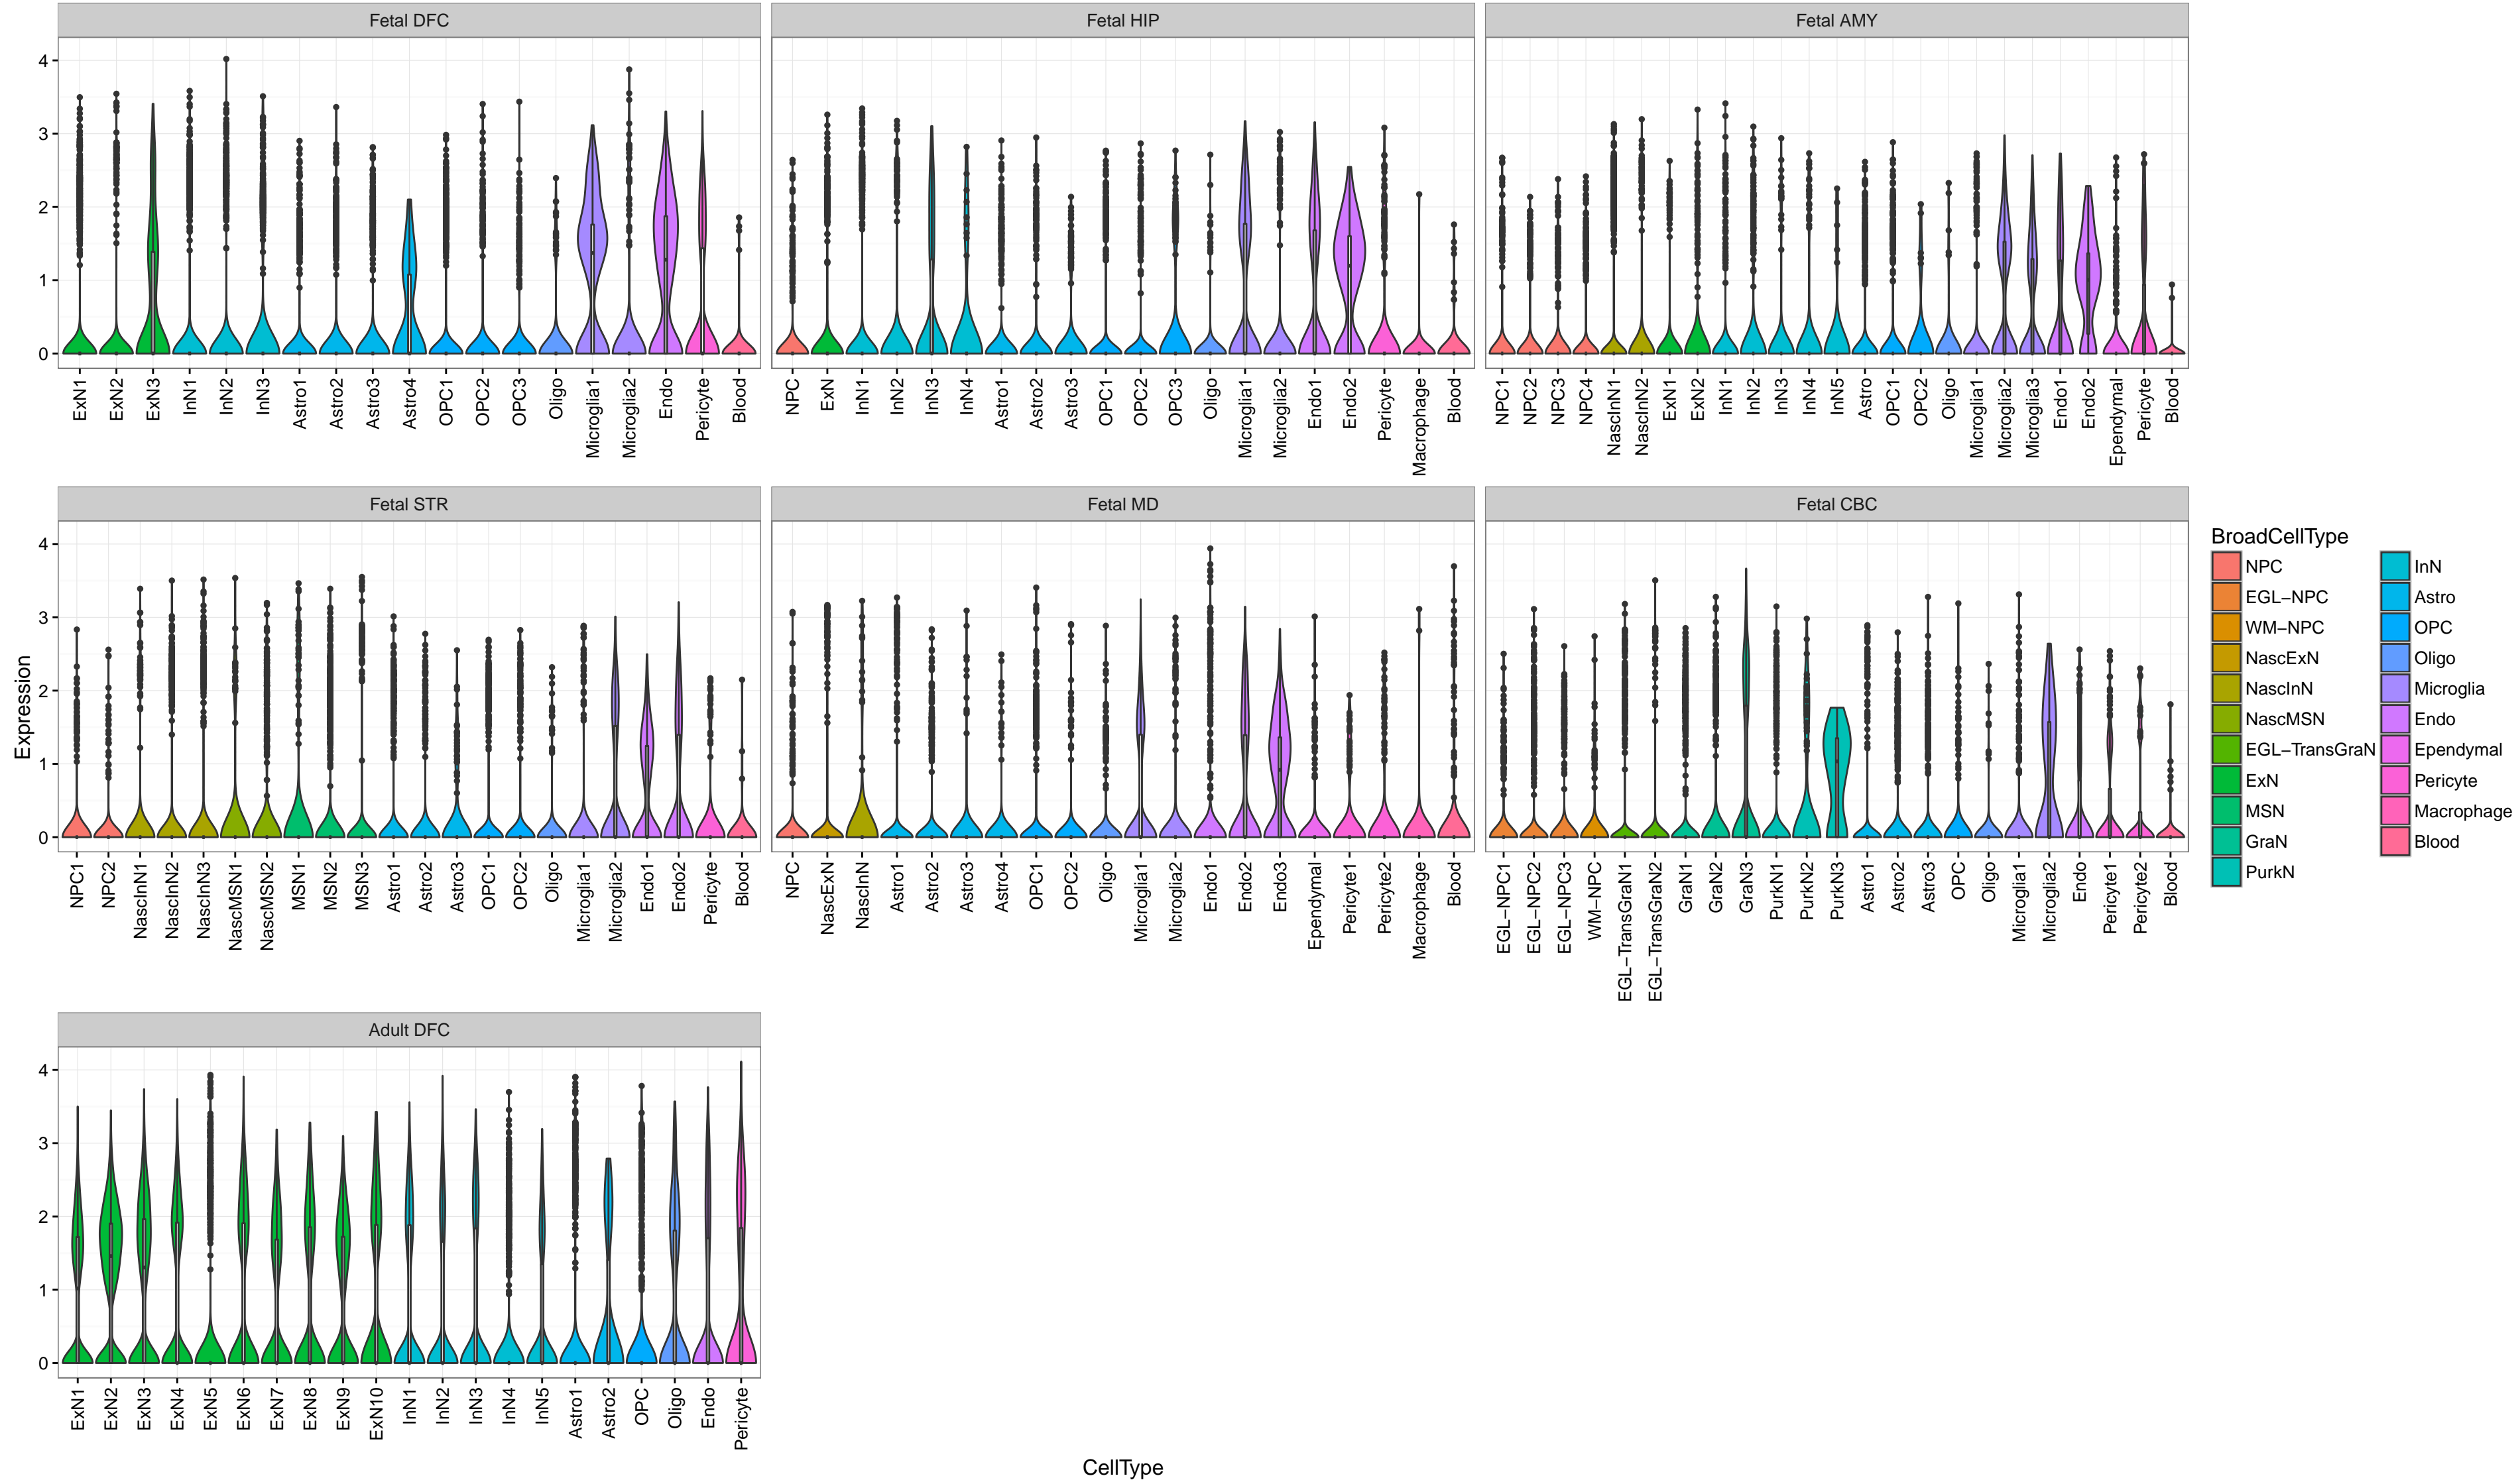 Fetal DFC Fetal HIP Fetal AMY
4
3
2
1
0
ExN1 ExN2 ExN3 InN1 InN2 InN3 Astro1 Astro2 Astro3 Astro4 OPC1 OPC2 OPC3 Oligo Microglia1 Microglia2 Endo Pericyte Blood
NPC ExN InN1 InN2 InN3 InN4 Astro1 Astro2 Astro3 OPC1 OPC2 OPC3 Oligo Microglia1 Microglia2 Endo1 Endo2 Pericyte Macrophage Blood
NPC1 NPC2 NPC3 NPC4 NascInN1 NascInN2 ExN1 ExN2 InN1 InN2 InN3 InN4 InN5 Astro OPC1 OPC2 Oligo Microglia1 Microglia2 Microglia3 Endo1 Endo2 Ependymal Pericyte Blood
Fetal STR Fetal MD Fetal CBC
Expression
4
3
2
1
0
NPC1 NPC2 NascInN1 NascInN2 NascInN3 NascMSN1 NascMSN2 MSN1 MSN2 MSN3 Astro1 Astro2 Astro3 OPC1 OPC2 Oligo Microglia1 Microglia2 Endo1 Endo2 Pericyte Blood
NPC NascExN NascInN Astro1 Astro2 Astro3 Astro4 OPC1 OPC2 Oligo Microglia1 Microglia2 Endo1 Endo2 Endo3 Ependymal Pericyte1 Pericyte2 Macrophage Blood
EGL−NPC1 EGL−NPC2 EGL−NPC3 WM−NPC EGL−TransGraN1 EGL−TransGraN2 GraN1 GraN2 GraN3 PurkN1 PurkN2 PurkN3 Astro1 Astro2 Astro3 OPC Oligo Microglia1 Microglia2 Endo Pericyte1 Pericyte2 Blood
BroadCellType
NPC InN
EGL−NPC Astro
WM−NPC OPC
NascExN Oligo
NascInN Microglia
NascMSN Endo
EGL−TransGraN Ependymal
ExN Pericyte
MSN Macrophage
GraN Blood
PurkN
Adult DFC
4
3
2
1
0
ExN1 ExN2 ExN3 ExN4 ExN5 ExN6 ExN7 ExN8 ExN9 ExN10 InN1 InN2 InN3 InN4 InN5 Astro1 Astro2 OPC Oligo Endo Pericyte
CellType